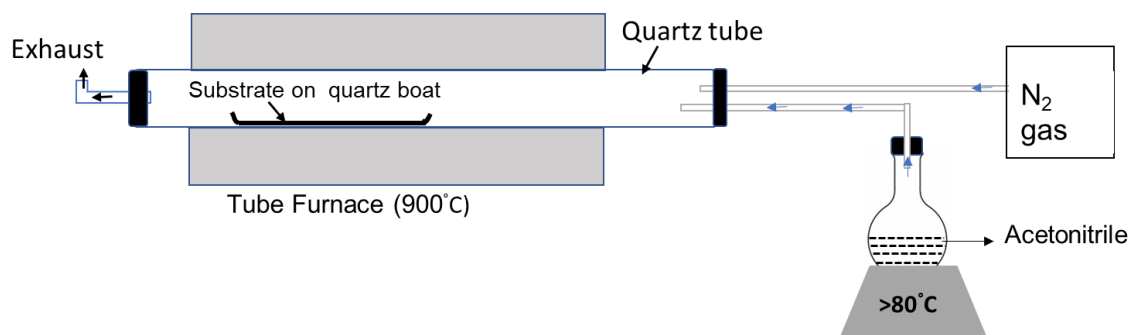 Exhaust
Quartz tube
Substrate on quartz boat
N₂
gas
Tube Furnace (900°C)
Acetonitrile
>80°C